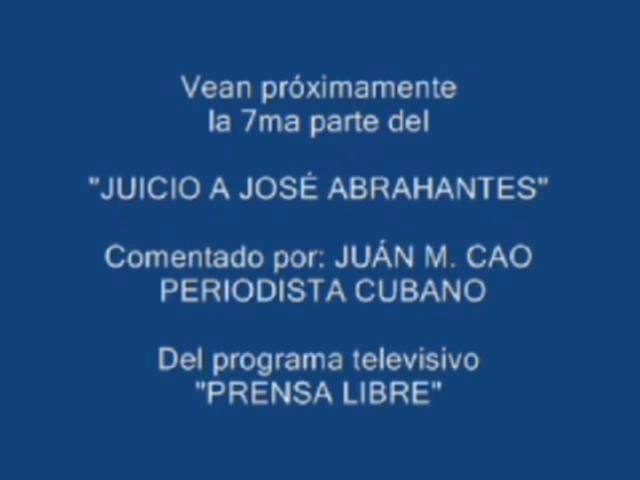 Vean próximamente
la 7ma parte del
"JUICIO A JOSÉ ABRAHANTES"
Comentado por: JUÁN M. CAO
PERIODISTA CUBANO
Del programa televisivo
"PRENSA LIBRE"